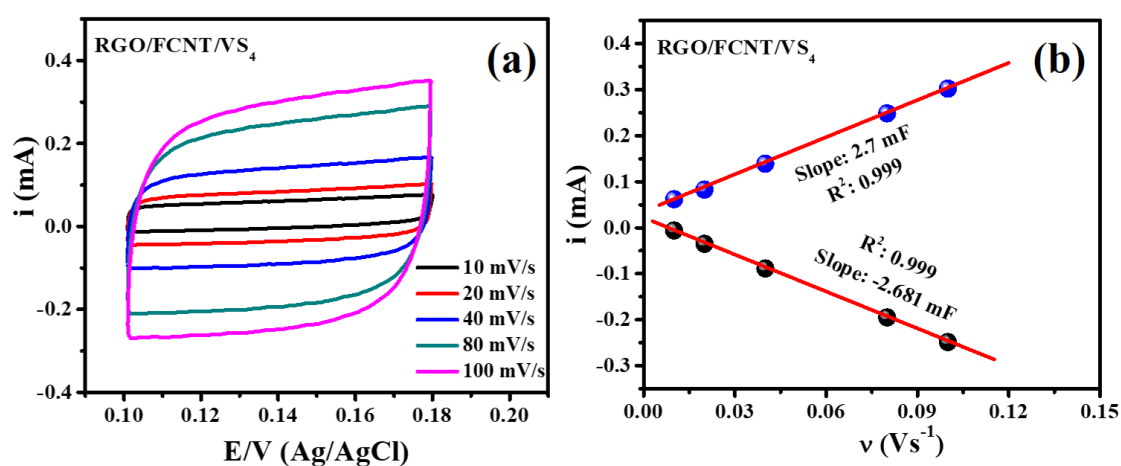 RGO/FCNT/VS₄
(a)
0.4
0.2
0.0
-0.2
-0.4
i (mA)
10 mV/s
20 mV/s
40 mV/s
80 mV/s
100 mV/s
0.10 0.12 0.14 0.16 0.18 0.20
E/V (Ag/AgCl)
RGO/FCNT/VS₄
(b)
0.4
0.3
0.2
0.1
0.0
-0.1
-0.2
-0.3
i (mA)
Slope: 2.7 mF
R²: 0.999
R²: 0.999
Slope: -2.681 mF
0.00 0.03 0.06 0.09 0.12 0.15
ν (Vs⁻¹)